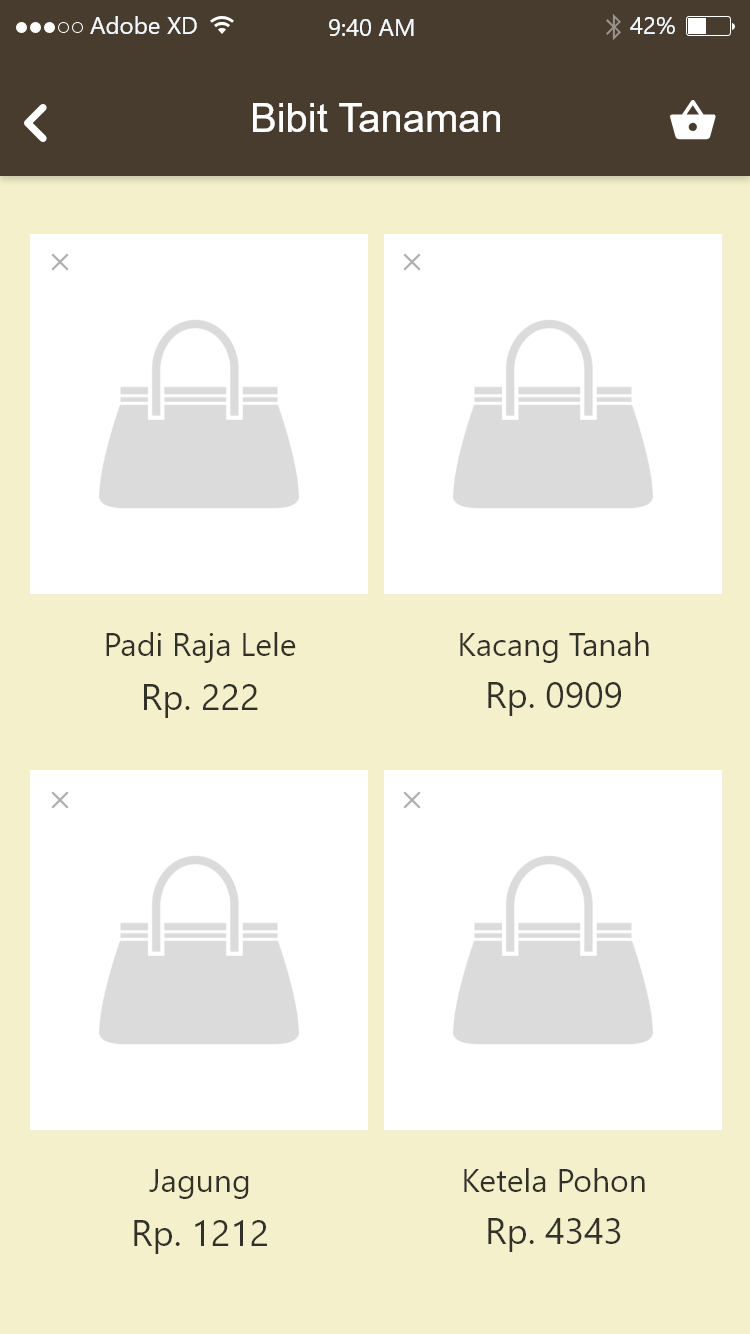 Adobe XD 9:40 AM 42%
Bibit Tanaman
Padi Raja Lele
Rp. 222
Kacang Tanah
Rp. 0909
Jagung
Rp. 1212
Ketela Pohon
Rp. 4343